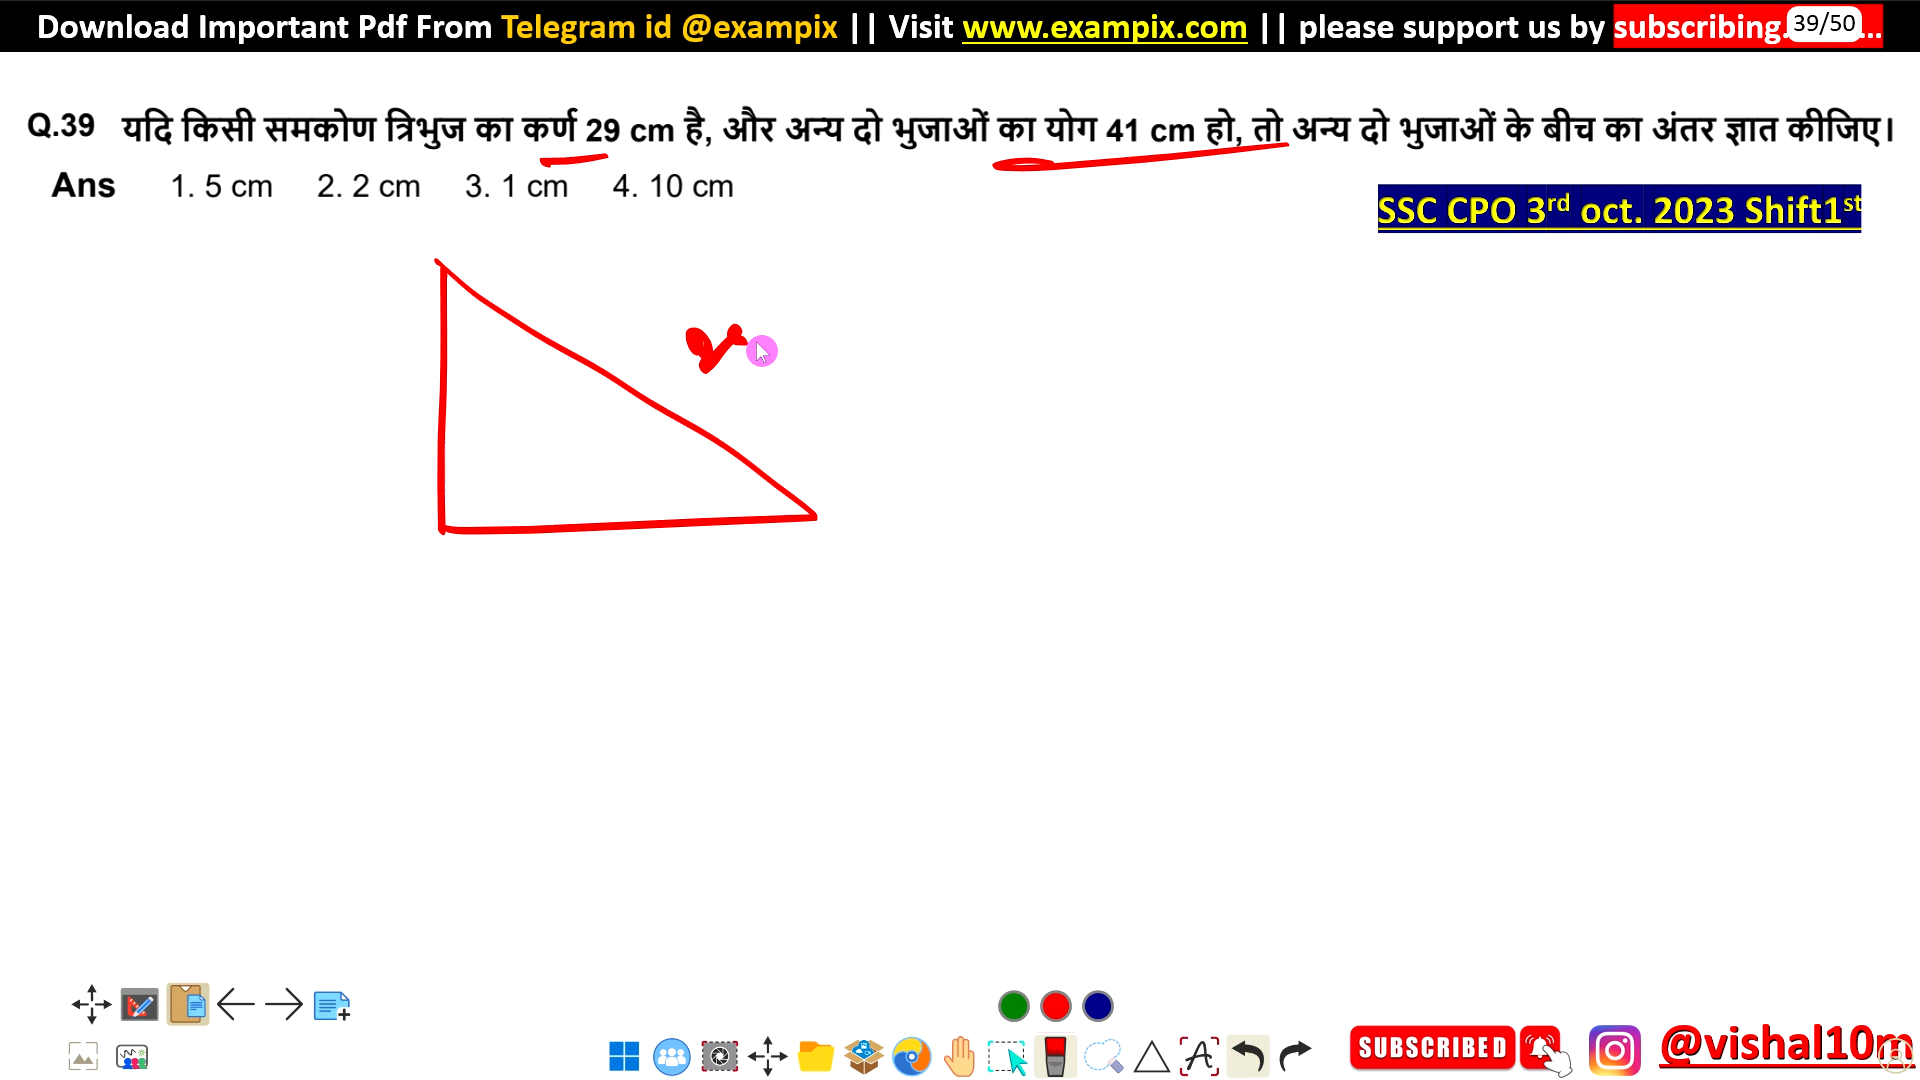 Download Important Pdf From Telegram id @exampix || Visit www.exampix.com || please support us by subscribing. 39/50 ...
Q.39 यदि किसी समकोण त्रिभुज का कर्ण 29 cm है, और अन्य दो भुजाओं का योग 41 cm हो, तो अन्य दो भुजाओं के बीच का अंतर ज्ञात कीजिए।
Ans 1. 5 cm 2. 2 cm 3. 1 cm 4. 10 cm
SSC CPO 3rd oct. 2023 Shift1st
SUBSCRIBED @vishal10m